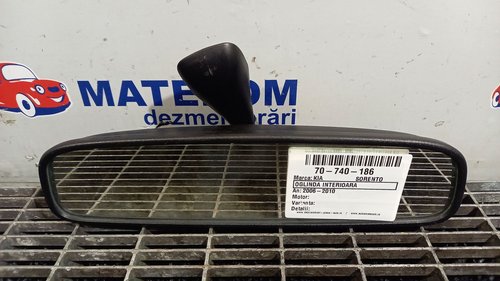 MATEROM
dezmembrări
70-740-186
Marca: KIA SORENTO
OGLINDA INTERIOARA
An: 2006-2010
Motor:
Varianta:
Detalii: